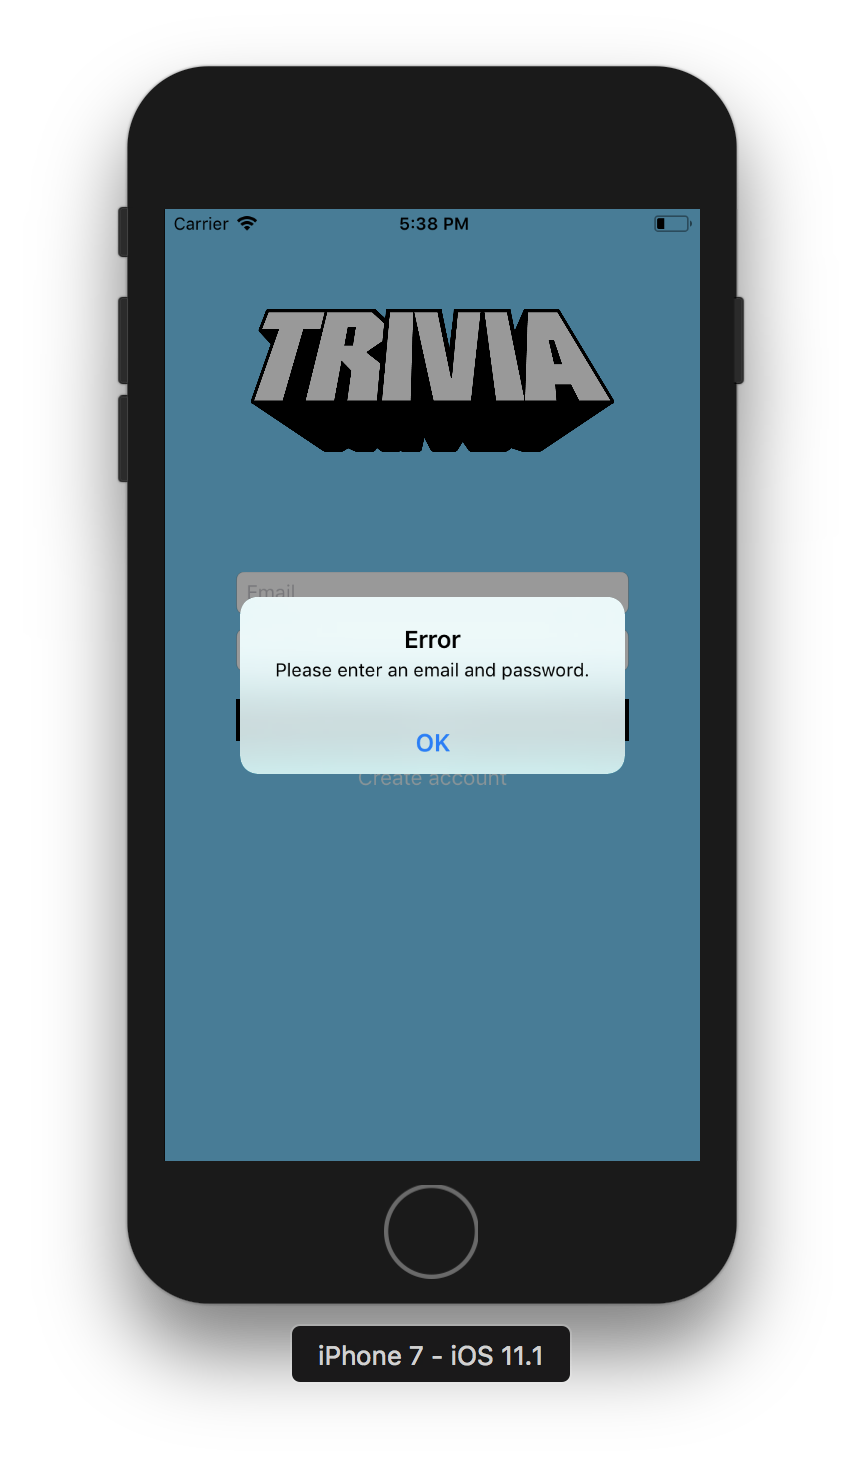 Carrier 5:38 PM
TRIVIA
Email
Error
Please enter an email and password.
OK
Create account
iPhone 7 - iOS 11.1